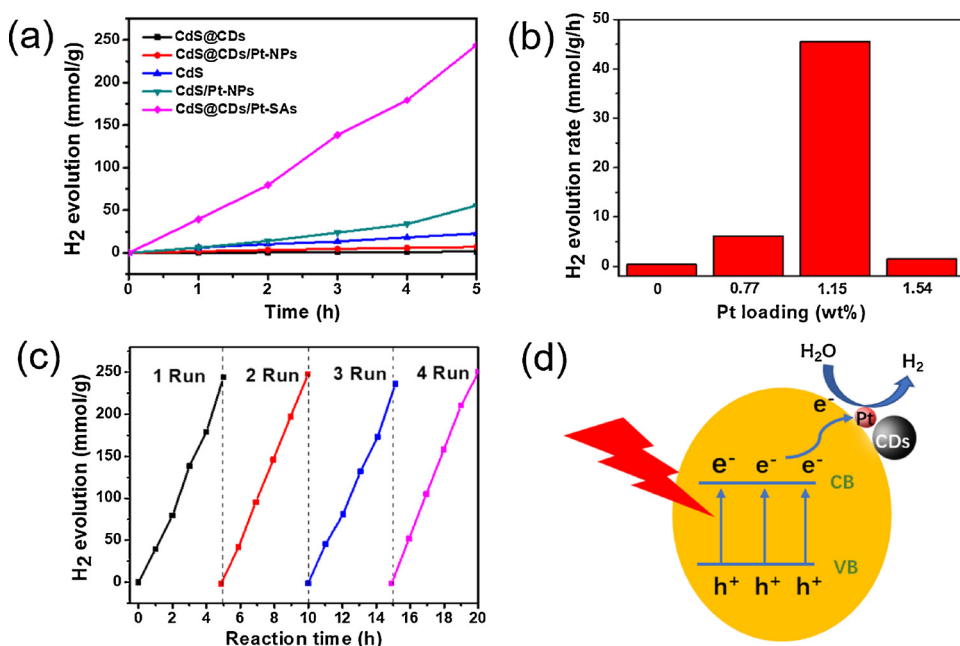 (a)
H2 evolution (mmol/g)
250
200
150
100
50
0
CdS@CDs
CdS@CDs/Pt-NPs
CdS
CdS/Pt-NPs
CdS@CDs/Pt-SAs
0 1 2 3 4 5
Time (h)
(b)
H2 evolution rate (mmol/g/h)
50
40
30
20
10
0
0 0.77 1.15 1.54
Pt loading (wt%)
(c)
H2 evolution (mmol/g)
250
200
150
100
50
0
1 Run 2 Run 3 Run 4 Run
0 2 4 6 8 10 12 14 16 18 20
Reaction time (h)
(d)
H2O H2
e-
Pt
CDs
e- e- e-
CB
VB
h+ h+ h+